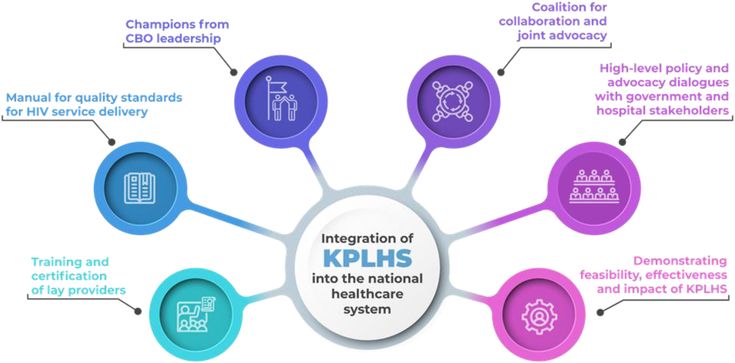 Champions from
CBO leadership
Coalition for
collaboration and
joint advocacy
Manual for quality standards
for HIV service delivery
High-level policy and
advocacy dialogues
with government and
hospital stakeholders
Training and
certification
of lay providers
Integration of
KPLHS
into the national
healthcare
system
Demonstrating
feasibility, effectiveness
and impact of KPLHS